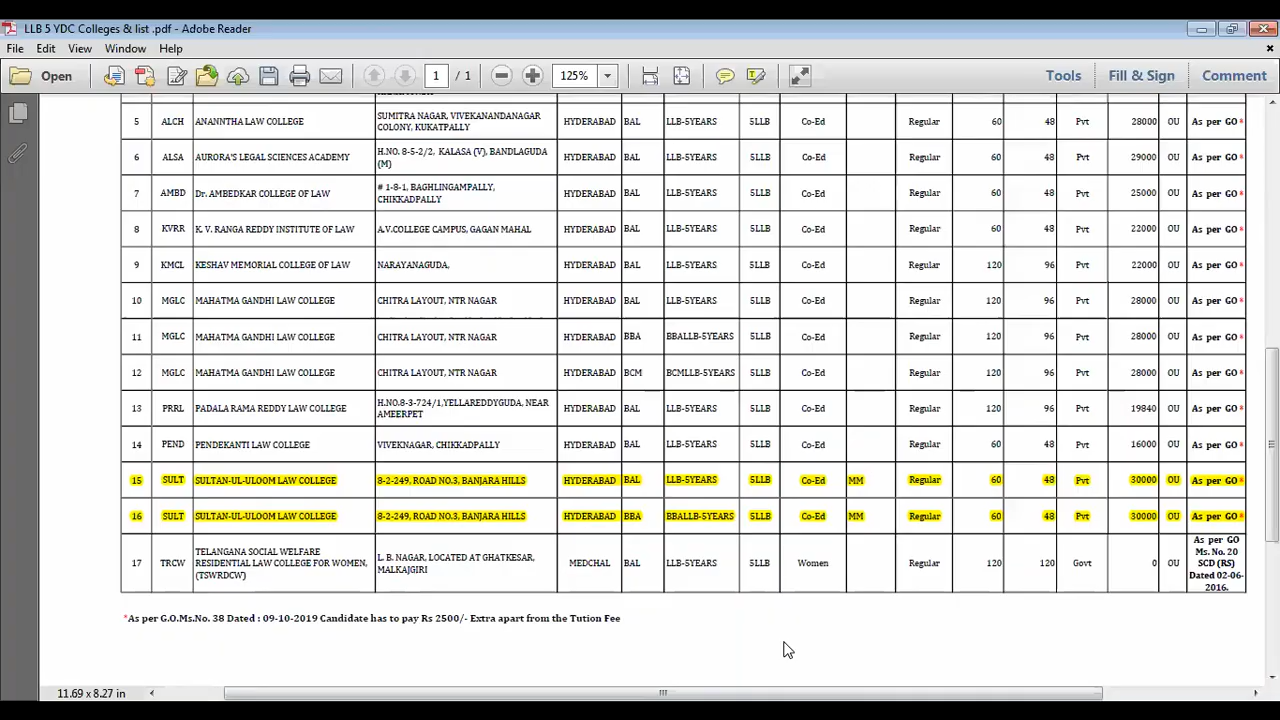 LLB 5 YDC Colleges & list .pdf - Adobe Reader
File Edit View Window Help
Open 1 / 1 125% Tools Fill & Sign Comment
5 ALCH ANANNTHA LAW COLLEGE SUMITRA NAGAR, VIVEKANANDANAGAR COLONY, KUKATPALLY HYDERABAD BAL LLB-5YEARS 5LLB Co-Ed Regular 60 48 Pvt 28000 OU As per GO*
6 ALSA AURORA'S LEGAL SCIENCES ACADEMY H.NO. 8-5-2/2, KALASA (V), BANDLAGUDA (M) HYDERABAD BAL LLB-5YEARS 5LLB Co-Ed Regular 60 48 Pvt 29000 OU As per GO*
7 AMBD Dr. AMBEDKAR COLLEGE OF LAW # 1-8-1, BAGHLINGAMPALLY, CHIKKADPALLY HYDERABAD BAL LLB-5YEARS 5LLB Co-Ed Regular 60 48 Pvt 25000 OU As per GO*
8 KVRR K. V. RANGA REDDY INSTITUTE OF LAW A.V.COLLEGE CAMPUS, GAGAN MAHAL HYDERABAD BAL LLB-5YEARS 5LLB Co-Ed Regular 60 48 Pvt 22000 OU As per GO*
9 KMCL KESHAV MEMORIAL COLLEGE OF LAW NARAYANAGUDA, HYDERABAD BAL LLB-5YEARS 5LLB Co-Ed Regular 120 96 Pvt 22000 OU As per GO*
10 MGLC MAHATMA GANDHI LAW COLLEGE CHITRA LAYOUT, NTR NAGAR HYDERABAD BAL LLB-5YEARS 5LLB Co-Ed Regular 120 96 Pvt 28000 OU As per GO*
11 MGLC MAHATMA GANDHI LAW COLLEGE CHITRA LAYOUT, NTR NAGAR HYDERABAD BBA BBALLB-5YEARS 5LLB Co-Ed Regular 120 96 Pvt 28000 OU As per GO*
12 MGLC MAHATMA GANDHI LAW COLLEGE CHITRA LAYOUT, NTR NAGAR HYDERABAD BCM BCMLLB-5YEARS 5LLB Co-Ed Regular 120 96 Pvt 28000 OU As per GO*
13 PRRL PADALA RAMA REDDY LAW COLLEGE H.NO.8-3-724/1,YELLAREDDYGUDA, NEAR AMEERPET HYDERABAD BAL LLB-5YEARS 5LLB Co-Ed Regular 120 96 Pvt 19840 OU As per GO*
14 PEND PENDEKANTI LAW COLLEGE VIVEKNAGAR, CHIKKADPALLY HYDERABAD BAL LLB-5YEARS 5LLB Co-Ed Regular 60 48 Pvt 16000 OU As per GO*
15 SULT SULTAN-UL-ULOOM LAW COLLEGE 8-2-249, ROAD NO.3, BANJARA HILLS HYDERABAD BAL LLB-5YEARS 5LLB Co-Ed MM Regular 60 48 Pvt 30000 OU As per GO*
16 SULT SULTAN-UL-ULOOM LAW COLLEGE 8-2-249, ROAD NO.3, BANJARA HILLS HYDERABAD BBA BBALLB-5YEARS 5LLB Co-Ed MM Regular 60 48 Pvt 30000 OU As per GO*
17 TRCW TELANGANA SOCIAL WELFARE RESIDENTIAL LAW COLLEGE FOR WOMEN, (TSWRDCW) L. B. NAGAR, LOCATED AT GHATKESAR, MALKAJGIRI MEDCHAL BAL LLB-5YEARS 5LLB Women Regular 120 120 Govt 0 OU As per GO Ms. No. 20 SCD (RS) Dated 02-06-2016.
*As per G.O.Ms.No. 38 Dated : 09-10-2019 Candidate has to pay Rs 2500/- Extra apart from the Tution Fee
11.69 x 8.27 in